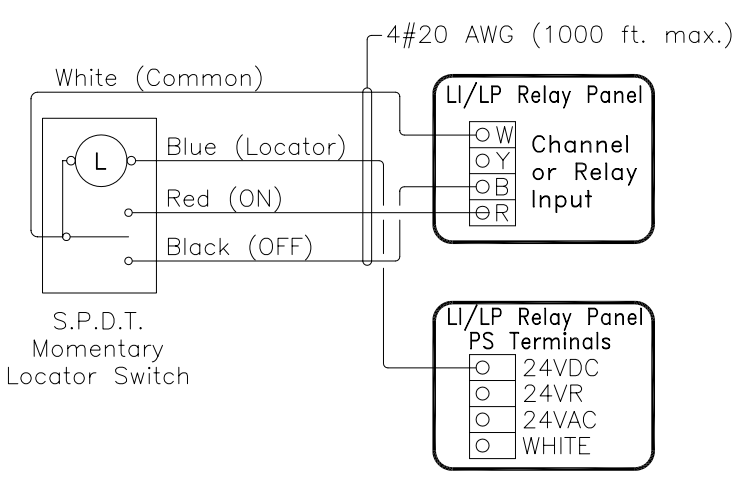 4#20 AWG (1000 ft. max.)
White (Common)
LI/LP Relay Panel
W
Y
B
R
Channel
or Relay
Input
L
Blue (Locator)
Red (ON)
Black (OFF)
S.P.D.T.
Momentary
Locator Switch
LI/LP Relay Panel
PS Terminals
24VDC
24VR
24VAC
WHITE